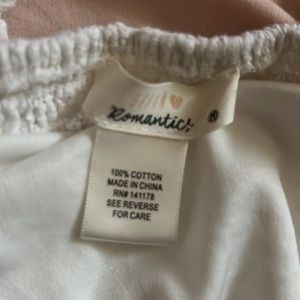 Romantic
M
100% COTTON
MADE IN CHINA
RN# 141178
SEE REVERSE
FOR CARE